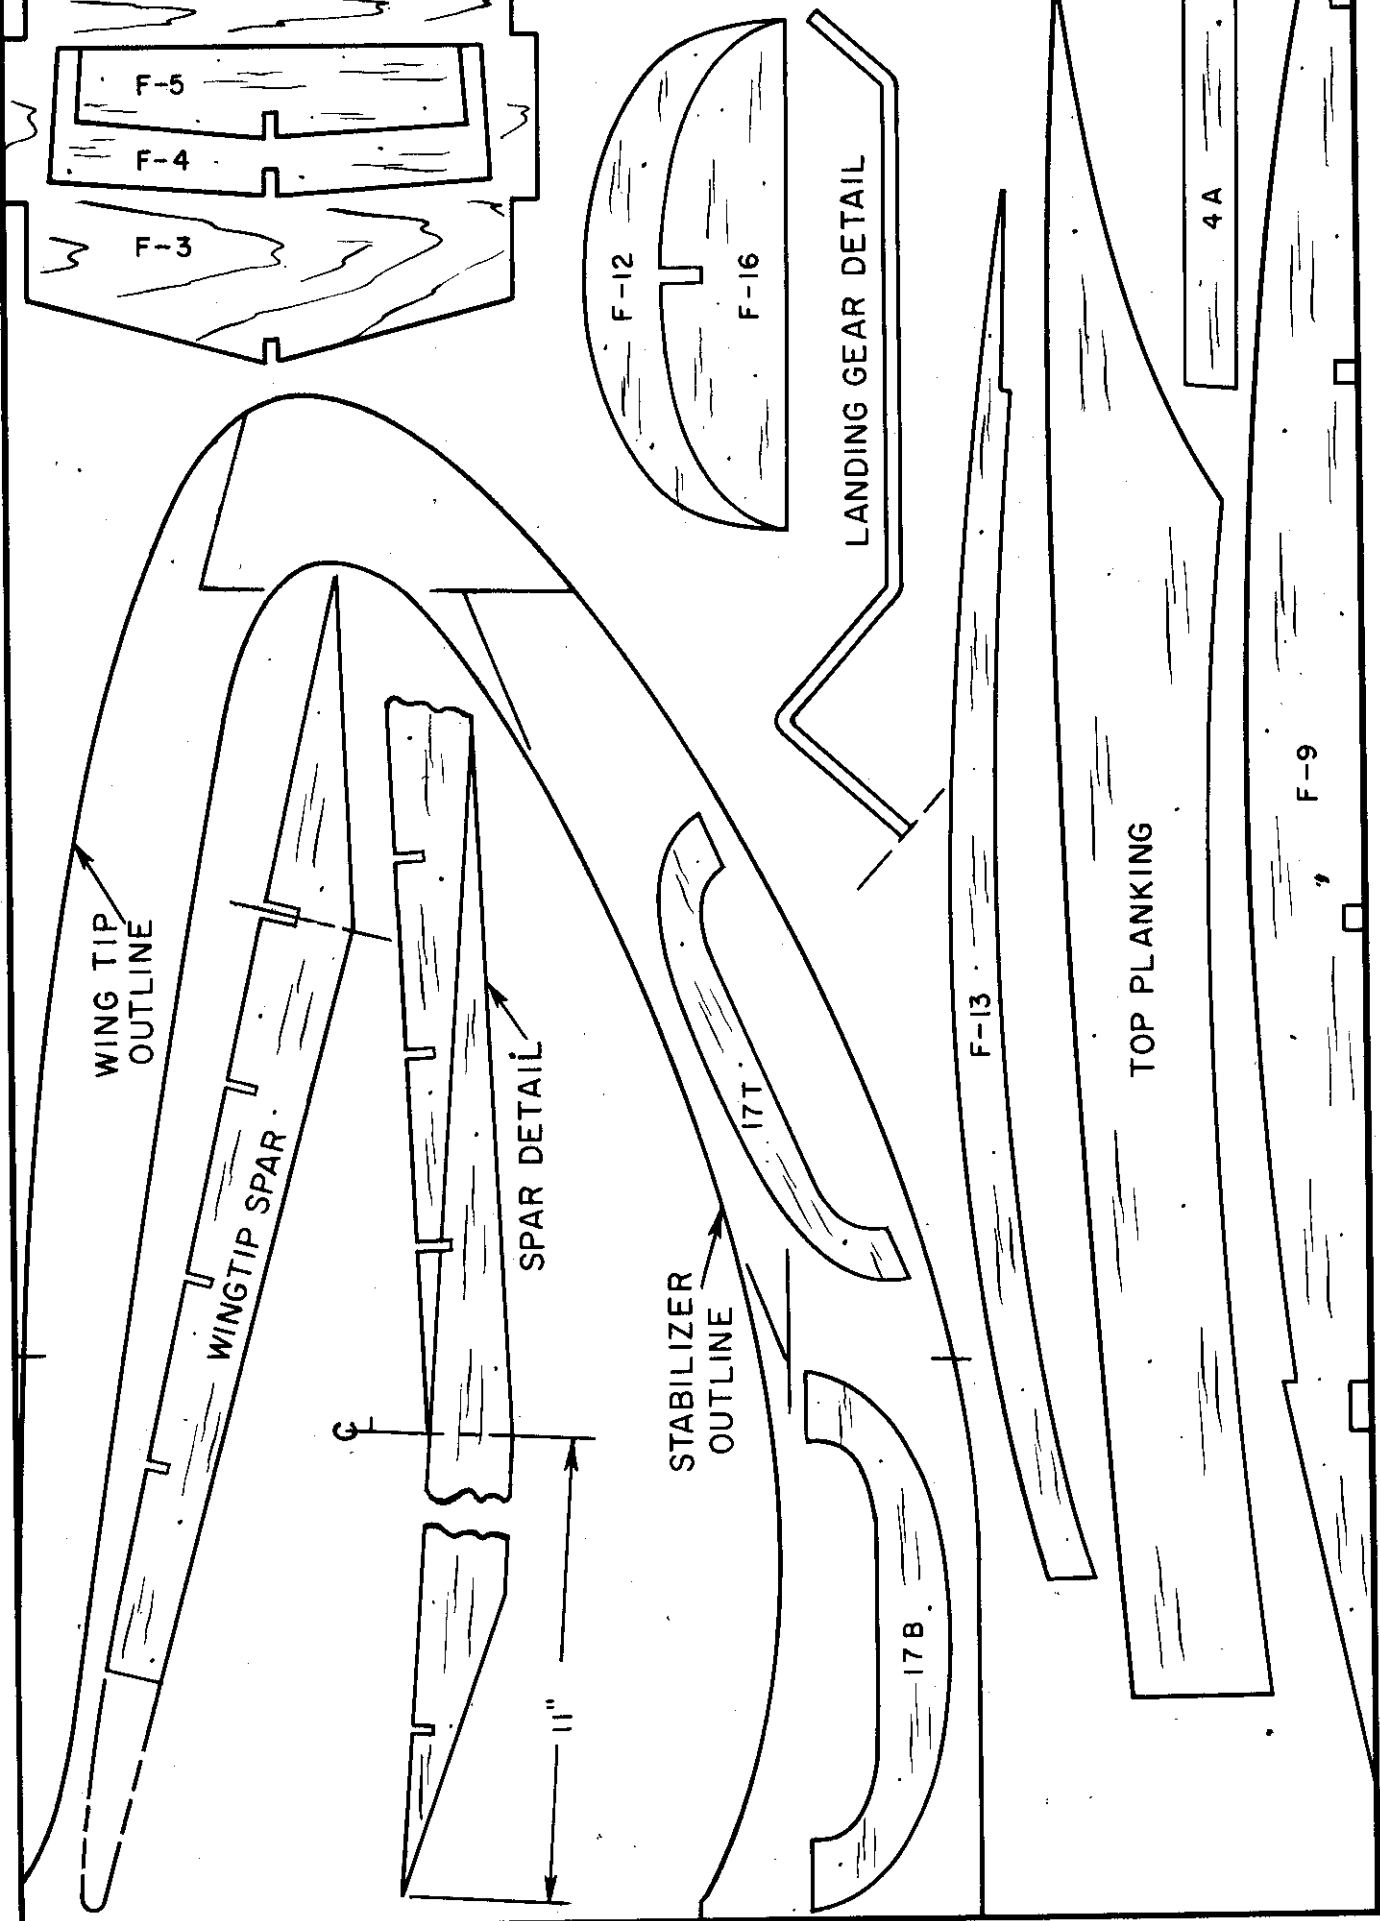 F-5
F-4
F-3
F-12
F-16
LANDING GEAR DETAIL
4A
WING TIP
OUTLINE
WINGTIP SPAR
SPAR DETAIL
℄
11"
STABILIZER
OUTLINE
17T
17B
F-13
TOP PLANKING
F-9